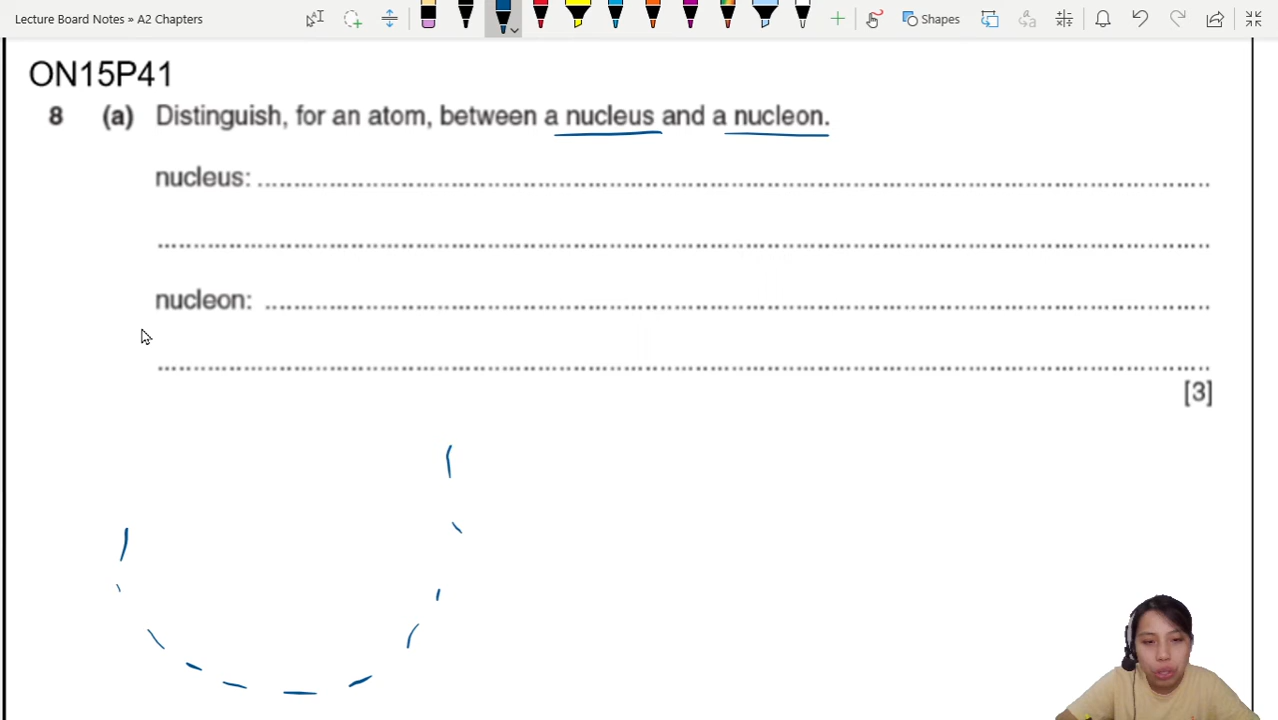 Lecture Board Notes » A2 Chapters
Shapes
ON15P41
8 (a) Distinguish, for an atom, between a nucleus and a nucleon.
nucleus: ..........................................................................................
..........................................................................................
nucleon: ..........................................................................................
..........................................................................................
[3]